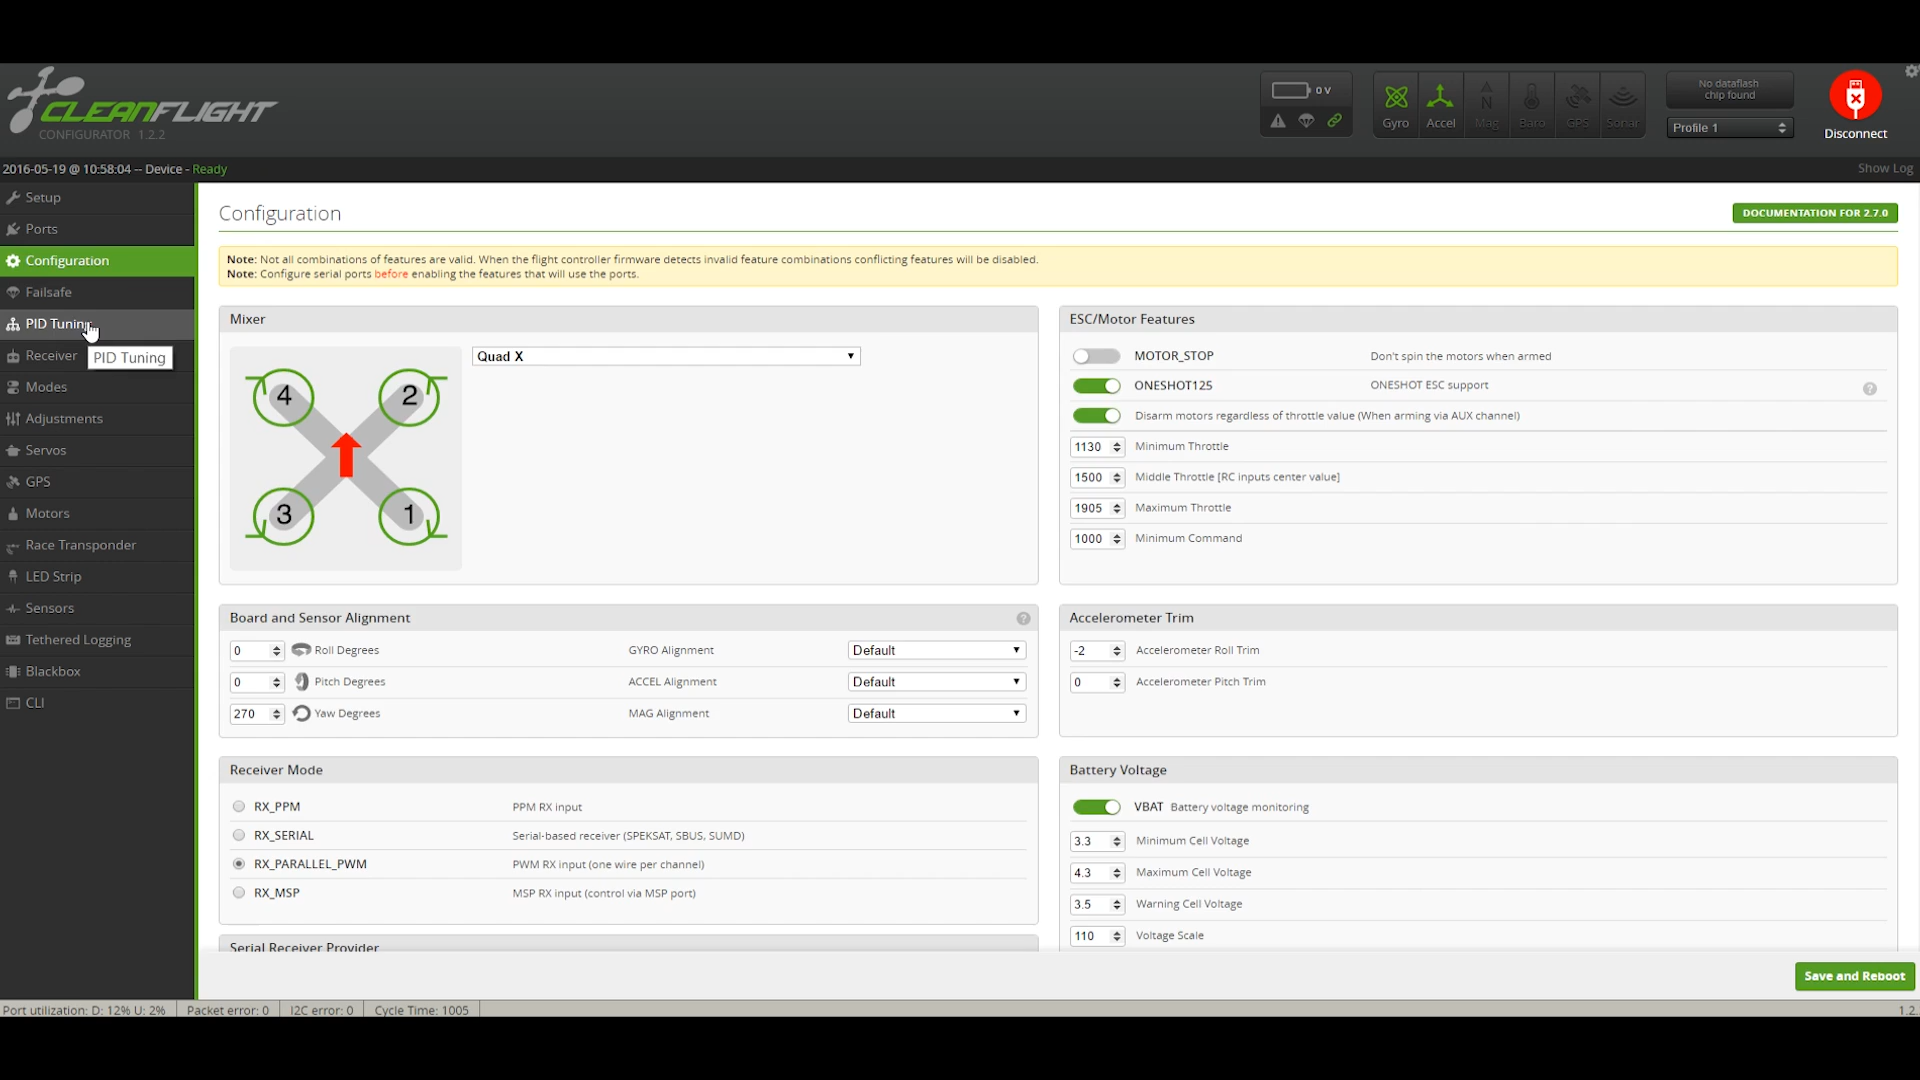 CLEANFLIGHT
CONFIGURATOR 1.2.2
0 V
Gyro
Accel
Mag
Baro
GPS
Sonar
No dataflash
chip found
Profile 1
Disconnect
2016-05-19 @ 10:58:04 -- Device - Ready
Show Log
Setup
Ports
Configuration
Failsafe
PID Tuning
Receiver
PID Tuning
Modes
Adjustments
Servos
GPS
Motors
Race Transponder
LED Strip
Sensors
Tethered Logging
Blackbox
CLI
Configuration
DOCUMENTATION FOR 2.7.0
Note: Not all combinations of features are valid. When the flight controller firmware detects invalid feature combinations conflicting features will be disabled.
Note: Configure serial ports before enabling the features that will use the ports.
Mixer
Quad X
4
2
3
1
ESC/Motor Features
MOTOR_STOP Don't spin the motors when armed
ONESHOT125 ONESHOT ESC support ?
Disarm motors regardless of throttle value (When arming via AUX channel)
1130 Minimum Throttle
1500 Middle Throttle [RC inputs center value]
1905 Maximum Throttle
1000 Minimum Command
Board and Sensor Alignment ?
0 Roll Degrees GYRO Alignment Default
0 Pitch Degrees ACCEL Alignment Default
270 Yaw Degrees MAG Alignment Default
Accelerometer Trim
-2 Accelerometer Roll Trim
0 Accelerometer Pitch Trim
Receiver Mode
RX_PPM PPM RX input
RX_SERIAL Serial-based receiver (SPEKSAT, SBUS, SUMD)
RX_PARALLEL_PWM PWM RX input (one wire per channel)
RX_MSP MSP RX input (control via MSP port)
Serial Receiver Provider
Battery Voltage
VBAT Battery voltage monitoring
3.3 Minimum Cell Voltage
4.3 Maximum Cell Voltage
3.5 Warning Cell Voltage
110 Voltage Scale
Save and Reboot
Port utilization: D: 12% U: 2% Packet error: 0 I2C error: 0 Cycle Time: 1005 1.2.